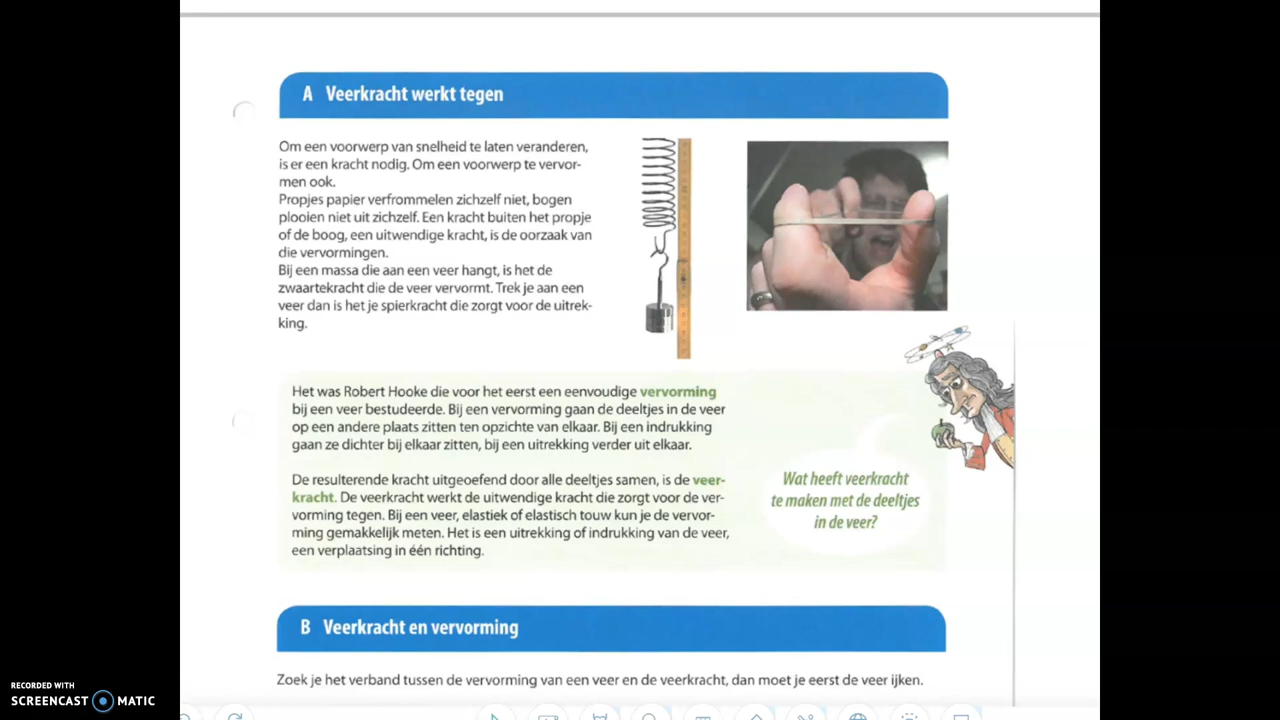 A Veerkracht werkt tegen
Om een voorwerp van snelheid te laten veranderen,
is er een kracht nodig. Om een voorwerp te vervor-
men ook.
Propjes papier verfrommelen zichzelf niet, bogen
plooien niet uit zichzelf. Een kracht buiten het propje
of de boog, een uitwendige kracht, is de oorzaak van
die vervormingen.
Bij een massa die aan een veer hangt, is het de
zwaartekracht die de veer vervormt. Trek je aan een
veer dan is het je spierkracht die zorgt voor de uitrek-
king.
Het was Robert Hooke die voor het eerst een eenvoudige vervorming
bij een veer bestudeerde. Bij een vervorming gaan de deeltjes in de veer
op een andere plaats zitten ten opzichte van elkaar. Bij een indrukking
gaan ze dichter bij elkaar zitten, bij een uitrekking verder uit elkaar.
De resulterende kracht uitgeoefend door alle deeltjes samen, is de veer-
kracht. De veerkracht werkt de uitwendige kracht die zorgt voor de ver-
vorming tegen. Bij een veer, elastiek of elastisch touw kun je de vervor-
ming gemakkelijk meten. Het is een uitrekking of indrukking van de veer,
een verplaatsing in één richting.
Wat heeft veerkracht
te maken met de deeltjes
in de veer?
B Veerkracht en vervorming
Zoek je het verband tussen de vervorming van een veer en de veerkracht, dan moet je eerst de veer ijken.
RECORDED WITH
SCREENCAST MATIC